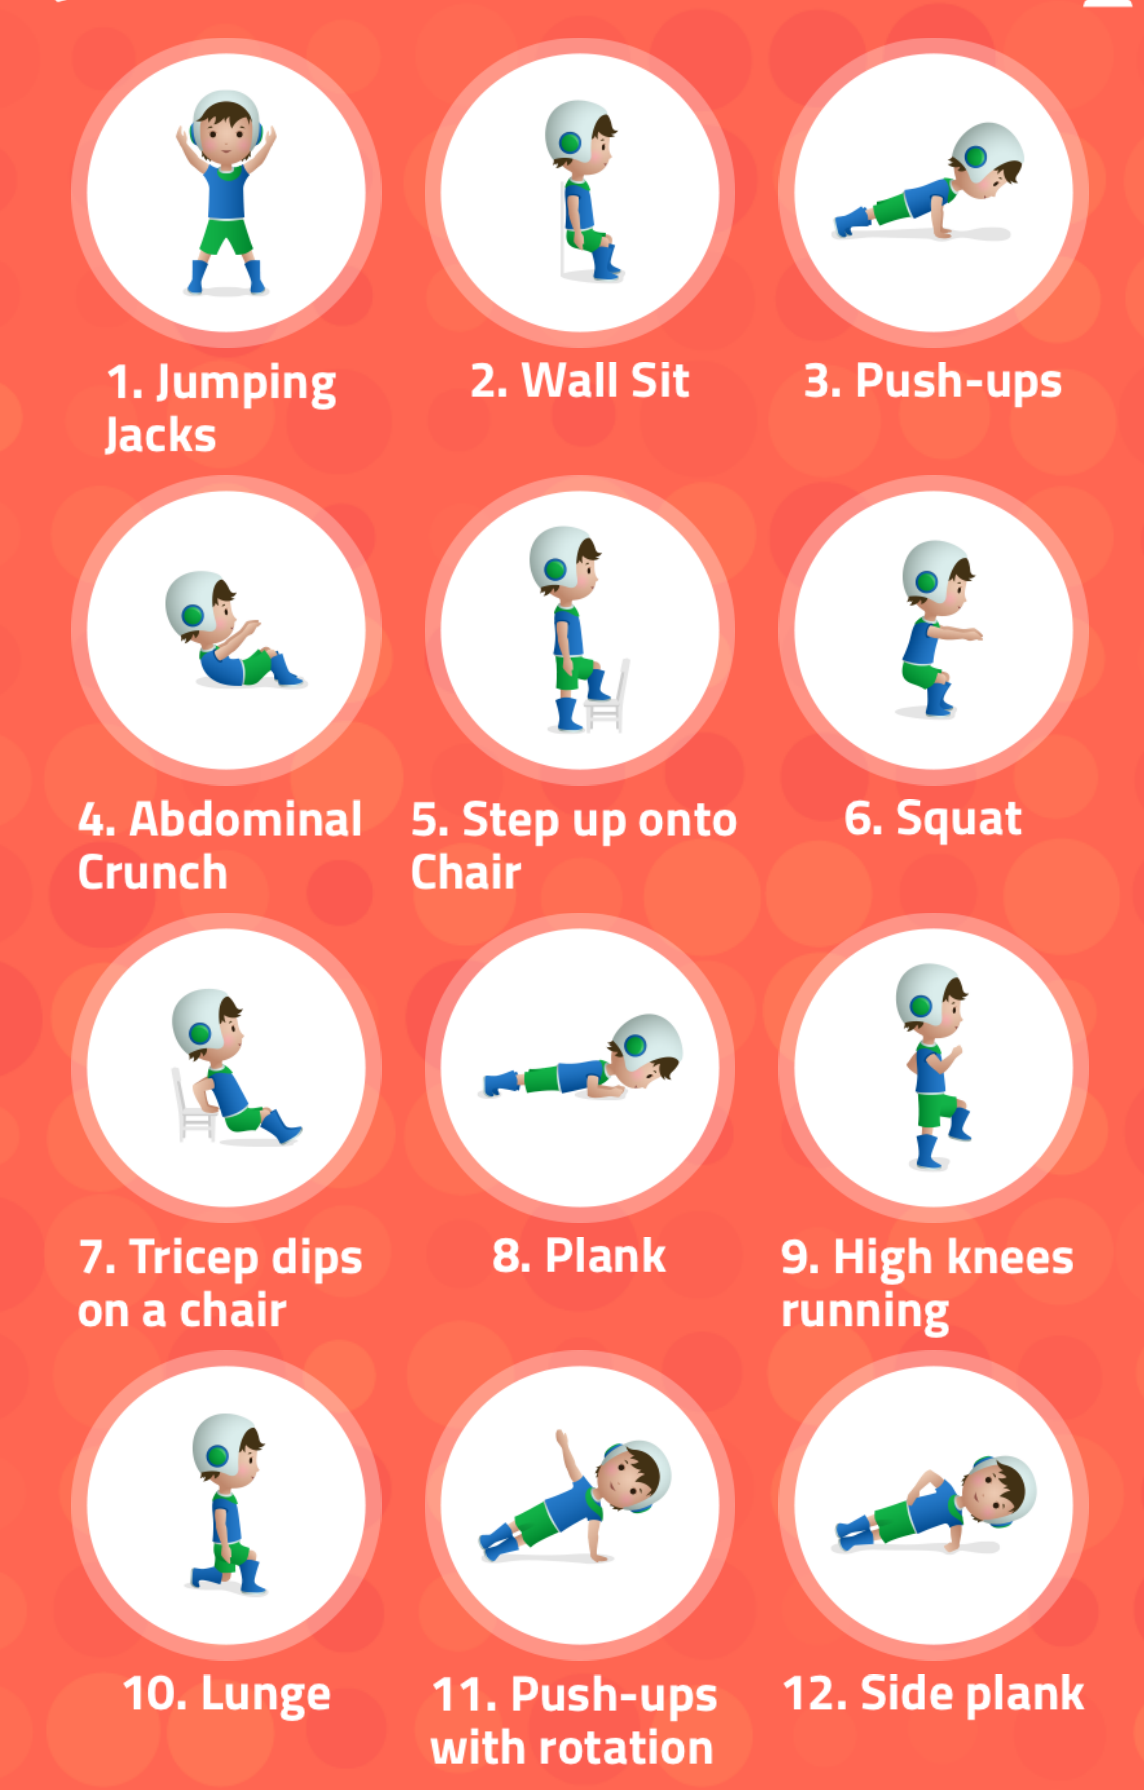 1. Jumping
Jacks
2. Wall Sit
3. Push-ups
4. Abdominal
Crunch
5. Step up onto
Chair
6. Squat
7. Tricep dips
on a chair
8. Plank
9. High knees
running
10. Lunge
11. Push-ups
with rotation
12. Side plank